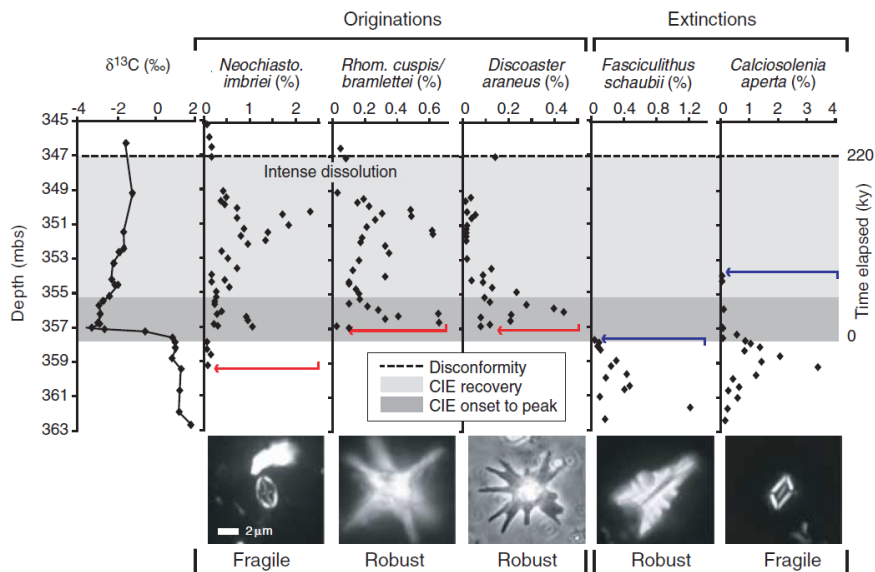 Originations
Extinctions
δ13C (‰)
Neochiasto. imbriei (%)
Rhom. cuspis/ bramlettei (%)
Discoaster araneus (%)
Fasciculithus schaubii (%)
Calciosolenia aperta (%)
-4 -2 0 2
0 1 2
0 0.2 0.4 0.6
0 0.2 0.4
0 0.4 0.8 1.2
0 2 4
345
347
349
351
353
355
357
359
361
363
Depth (mbs)
Intense dissolution
220
0
Time elapsed (ky)
Disconformity
CIE recovery
CIE onset to peak
2 μm
Fragile
Robust
Robust
Robust
Fragile